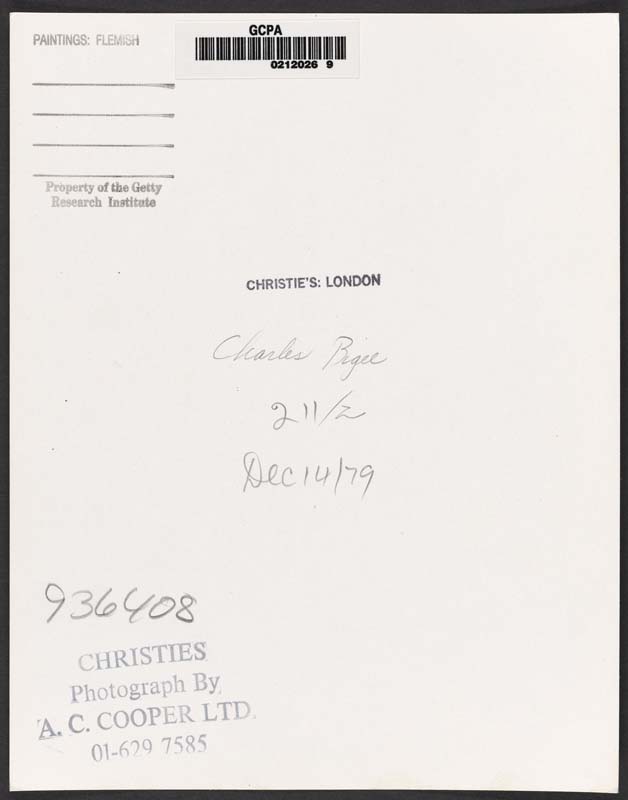 PAINTINGS: FLEMISH
GCPA
0212026 9
Property of the Getty
Research Institute
CHRISTIE'S: LONDON
Charles Bigée
211/2
Dec 14/79
936408
CHRISTIES
Photograph By
A. C. COOPER LTD.
01-629 7585